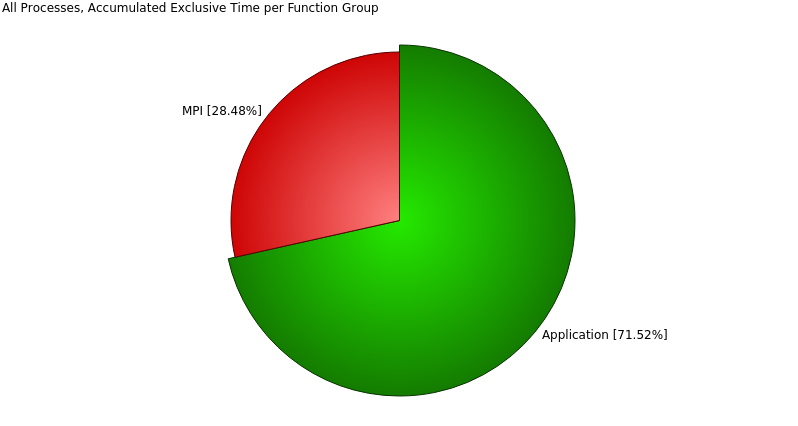 All Processes, Accumulated Exclusive Time per Function Group
MPI [28.48%]
Application [71.52%]